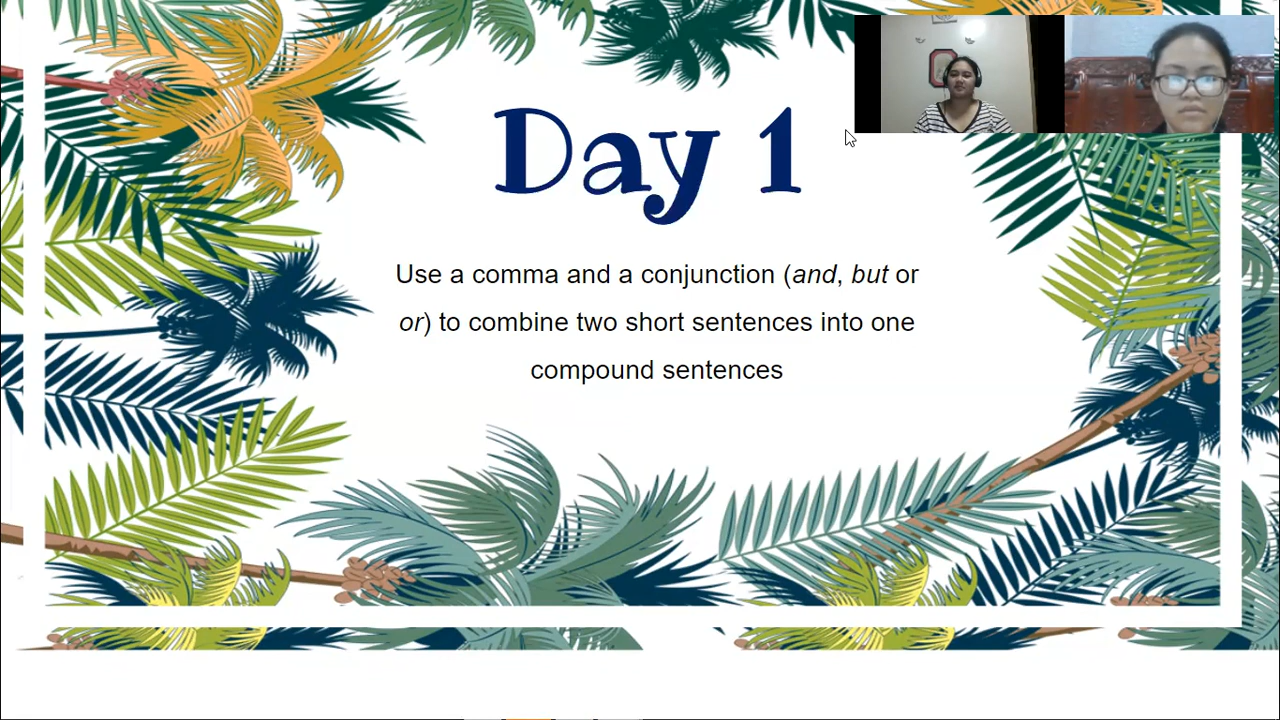 Day 1
Use a comma and a conjunction (and, but or
or) to combine two short sentences into one
compound sentences